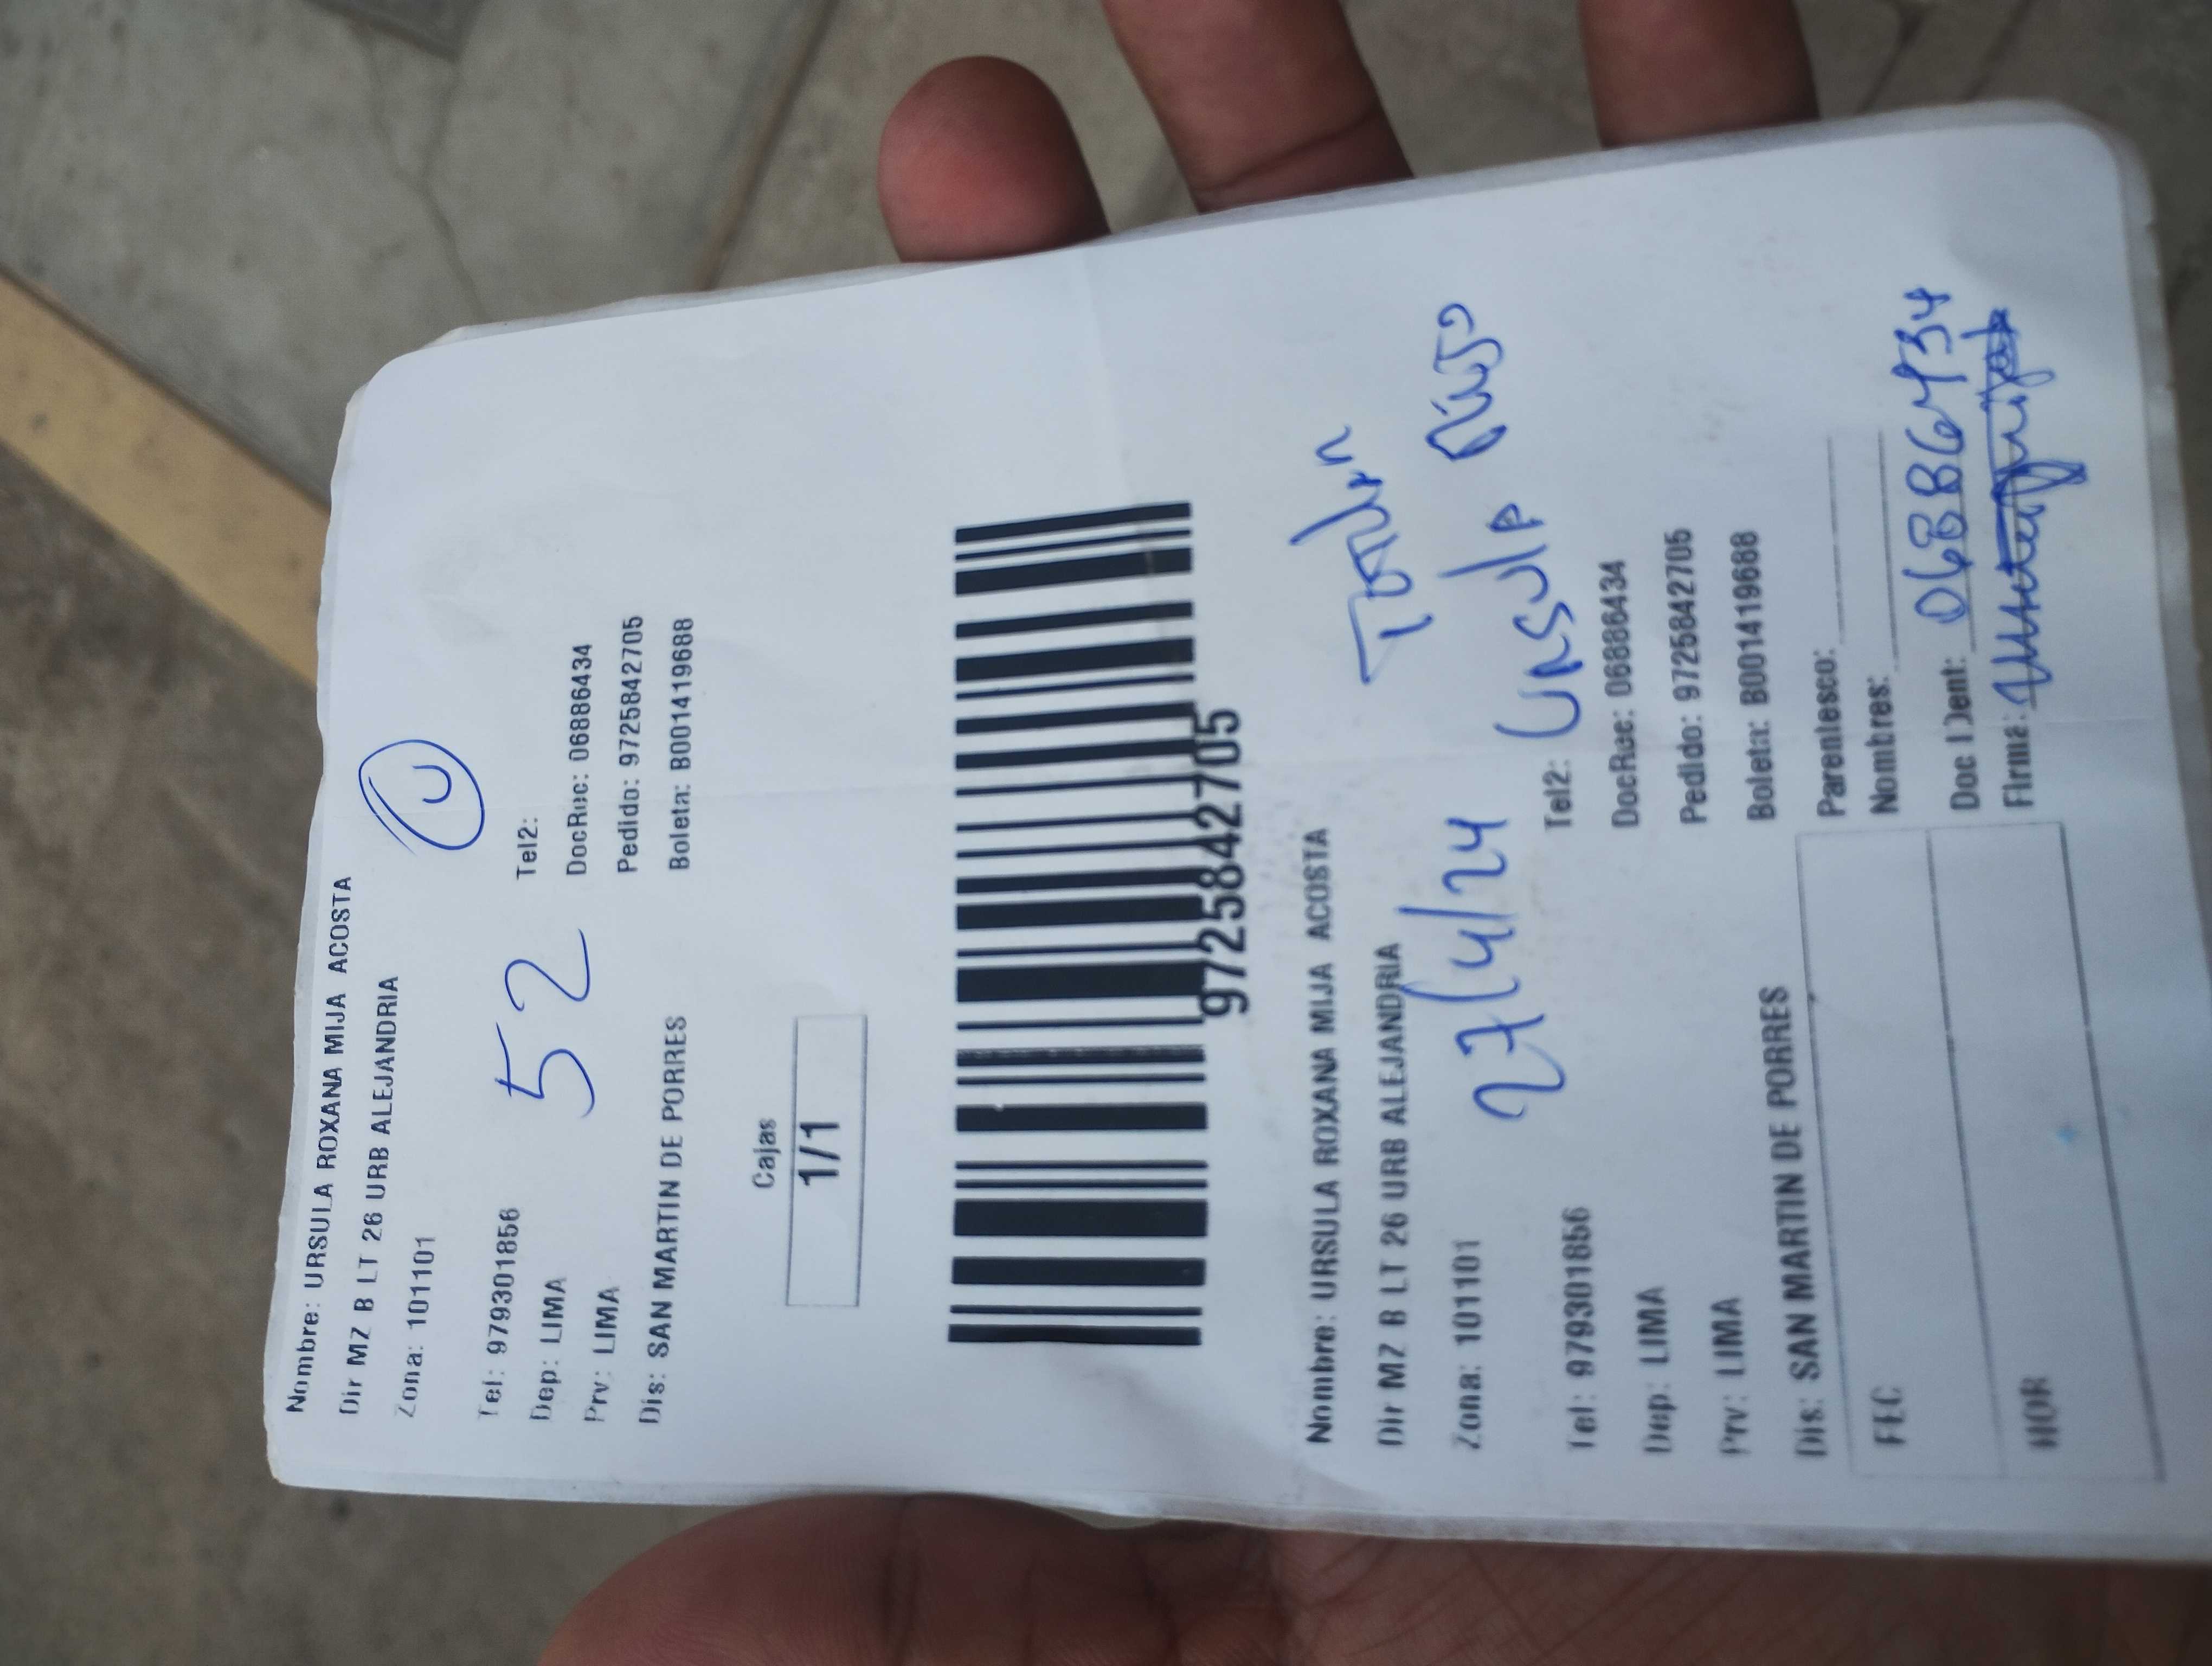 Nombre: URSULA ROXANA MIJA ACOSTA
Dir MZ B LT 26 URB ALEJANDRIA
Zona: 101101
U
Tel: 979301856
52
Tel2:
Dep: LIMA
DocRuc: 06886434
Prv: LIMA
Pedido: 9725842705
Dis: SAN MARTIN DE PORRES
Boleta: B001419688
Cajas
1/1
9725842705
Nombre: URSULA ROXANA MIJA ACOSTA
Dir MZ B LT 26 URB ALEJANDRIA
Zona: 101101
27/4/24
Ursula
Tel: 979301856
Tel2:
Dep: LIMA
DocRuc: 06886434
Prv: LIMA
Pedido: 9725842705
Dis: SAN MARTIN DE PORRES
Boleta: B001419688
FEC
Parentesco:
Nombres:
HOR
Doc IDent: 06886434
Firma: